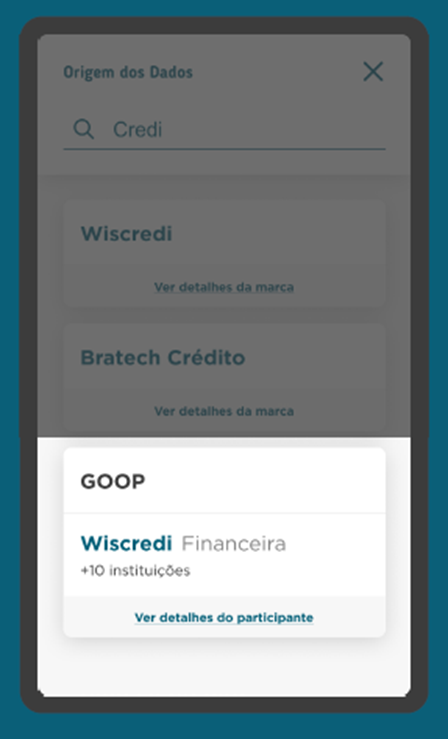 Origem dos Dados
Credi
Wiscredi
Ver detalhes da marca
Bratech Crédito
Ver detalhes da marca
GOOP
Wiscredi Financeira
+10 instituições
Ver detalhes do participante